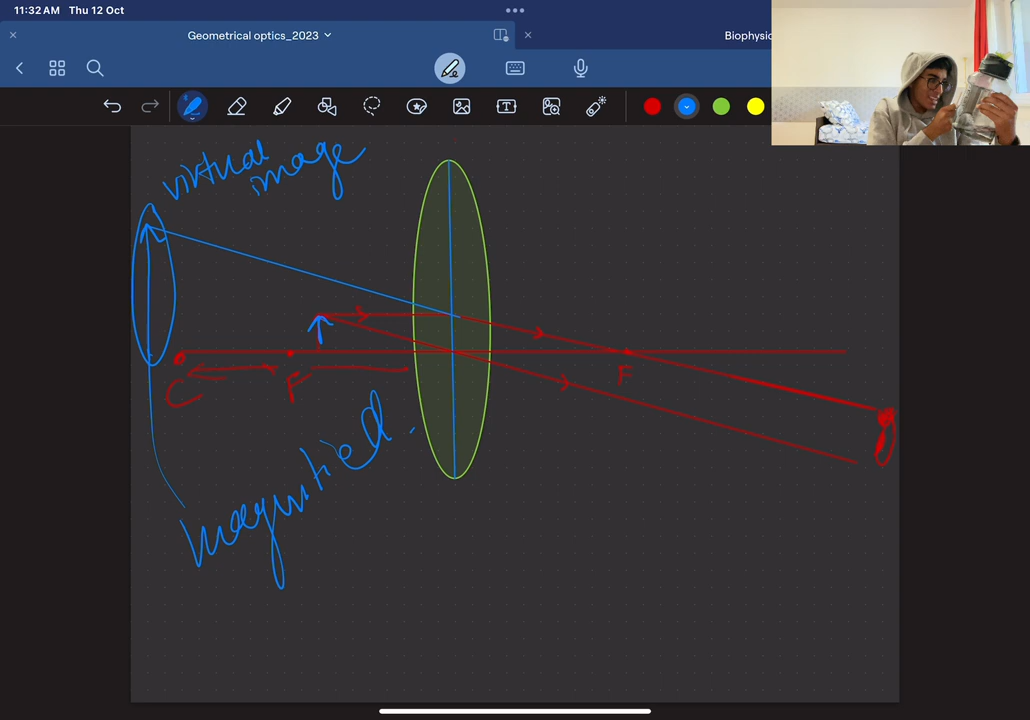 11:32 AM Thu 12 Oct
Geometrical optics_2023
Biophysic
virtual
image
F
F
C
magnified.